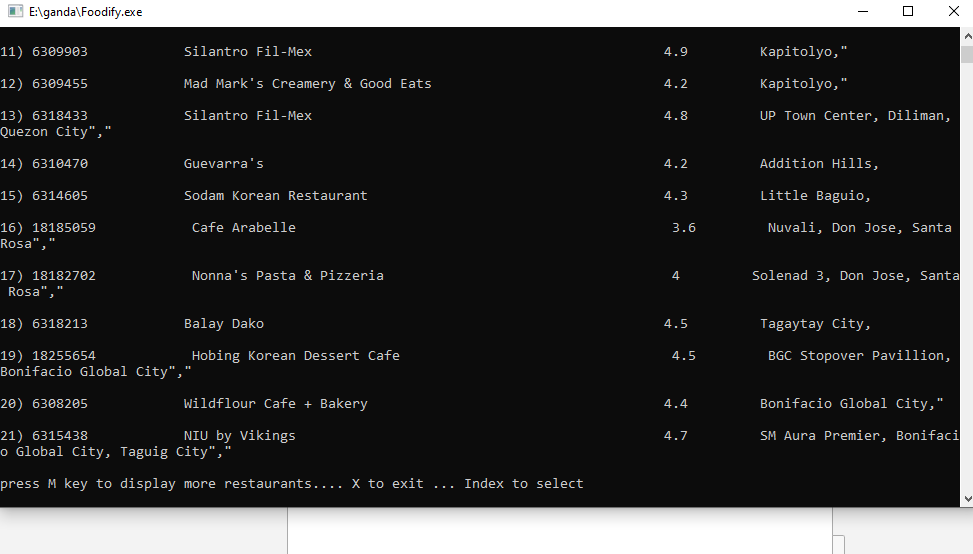 E:\ganda\Foodify.exe
11) 6309903 Silantro Fil-Mex 4.9 Kapitolyo,"
12) 6309455 Mad Mark's Creamery & Good Eats 4.2 Kapitolyo,"
13) 6318433 Silantro Fil-Mex 4.8 UP Town Center, Diliman,
Quezon City","
14) 6310470 Guevarra's 4.2 Addition Hills,
15) 6314605 Sodam Korean Restaurant 4.3 Little Baguio,
16) 18185059 Cafe Arabelle 3.6 Nuvali, Don Jose, Santa
Rosa","
17) 18182702 Nonna's Pasta & Pizzeria 4 Solenad 3, Don Jose, Santa
Rosa","
18) 6318213 Balay Dako 4.5 Tagaytay City,
19) 18255654 Hobing Korean Dessert Cafe 4.5 BGC Stopover Pavillion,
Bonifacio Global City","
20) 6308205 Wildflour Cafe + Bakery 4.4 Bonifacio Global City,"
21) 6315438 NIU by Vikings 4.7 SM Aura Premier, Bonifaci
o Global City, Taguig City","
press M key to display more restaurants.... X to exit ... Index to select